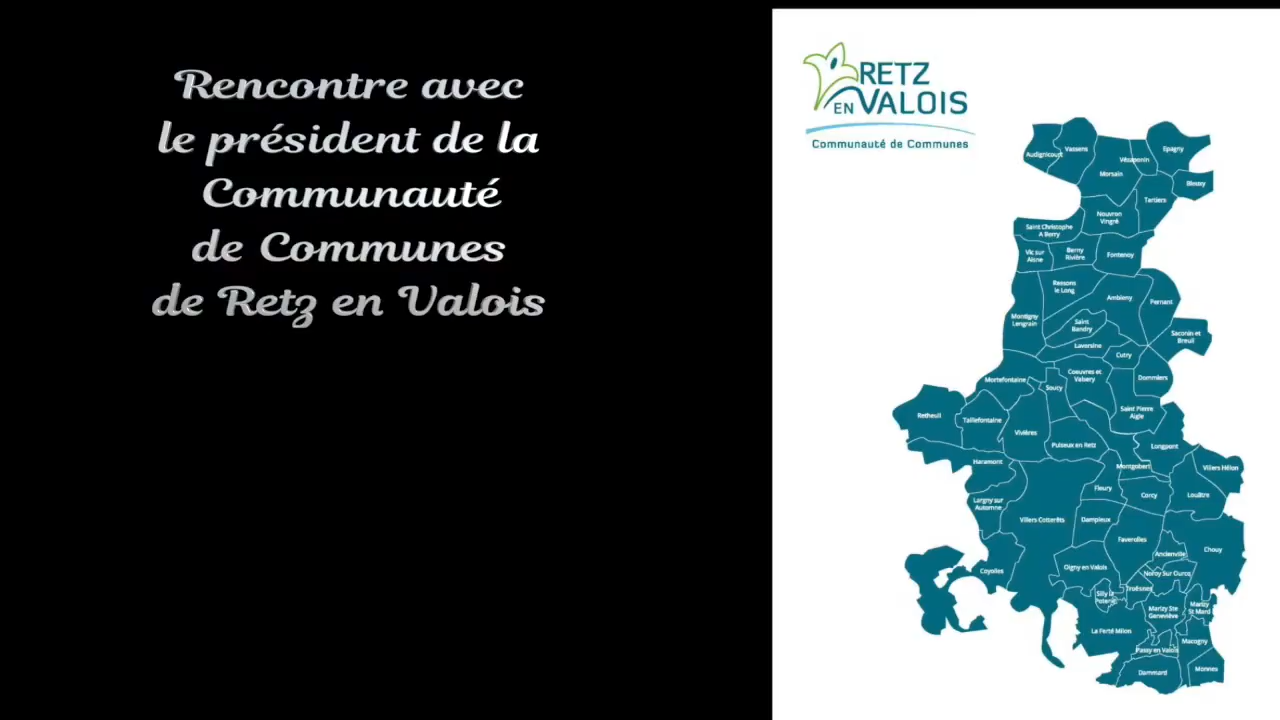 Rencontre avec
le président de la
Communauté
de Communes
de Retz en Valois
RETZ
EN VALOIS
Communauté de Communes
Audignicourt
Vassens
Vézaponin
Epagny
Morsain
Bieuxy
Tartiers
Nouvron
Vingré
Saint Christophe
A Berry
Vic sur
Aisne
Berny
Rivière
Fontenoy
Ressons
le Long
Ambleny
Pernant
Montigny
Lengrain
Saint
Bandry
Saconin et
Breuil
Laversine
Cutry
Mortefontaine
Soucy
Coeuvres et
Valsery
Dommiers
Retheuil
Taillefontaine
Saint Pierre
Aigle
Vivières
Puiseux en Retz
Longpont
Haramont
Montgobert
Villers Hélon
Fleury
Corcy
Louâtre
Largny sur
Automne
Villers Cotterêts
Dampleux
Faverolles
Ancienville
Chouy
Coyolles
Oigny en Valois
Noroy Sur Ourcq
Troësnes
Silly la
Poterie
Marizy Ste
Geneviève
Marizy
St Mard
La Ferté Milon
Macogny
Passy en Valois
Dammard
Monnes